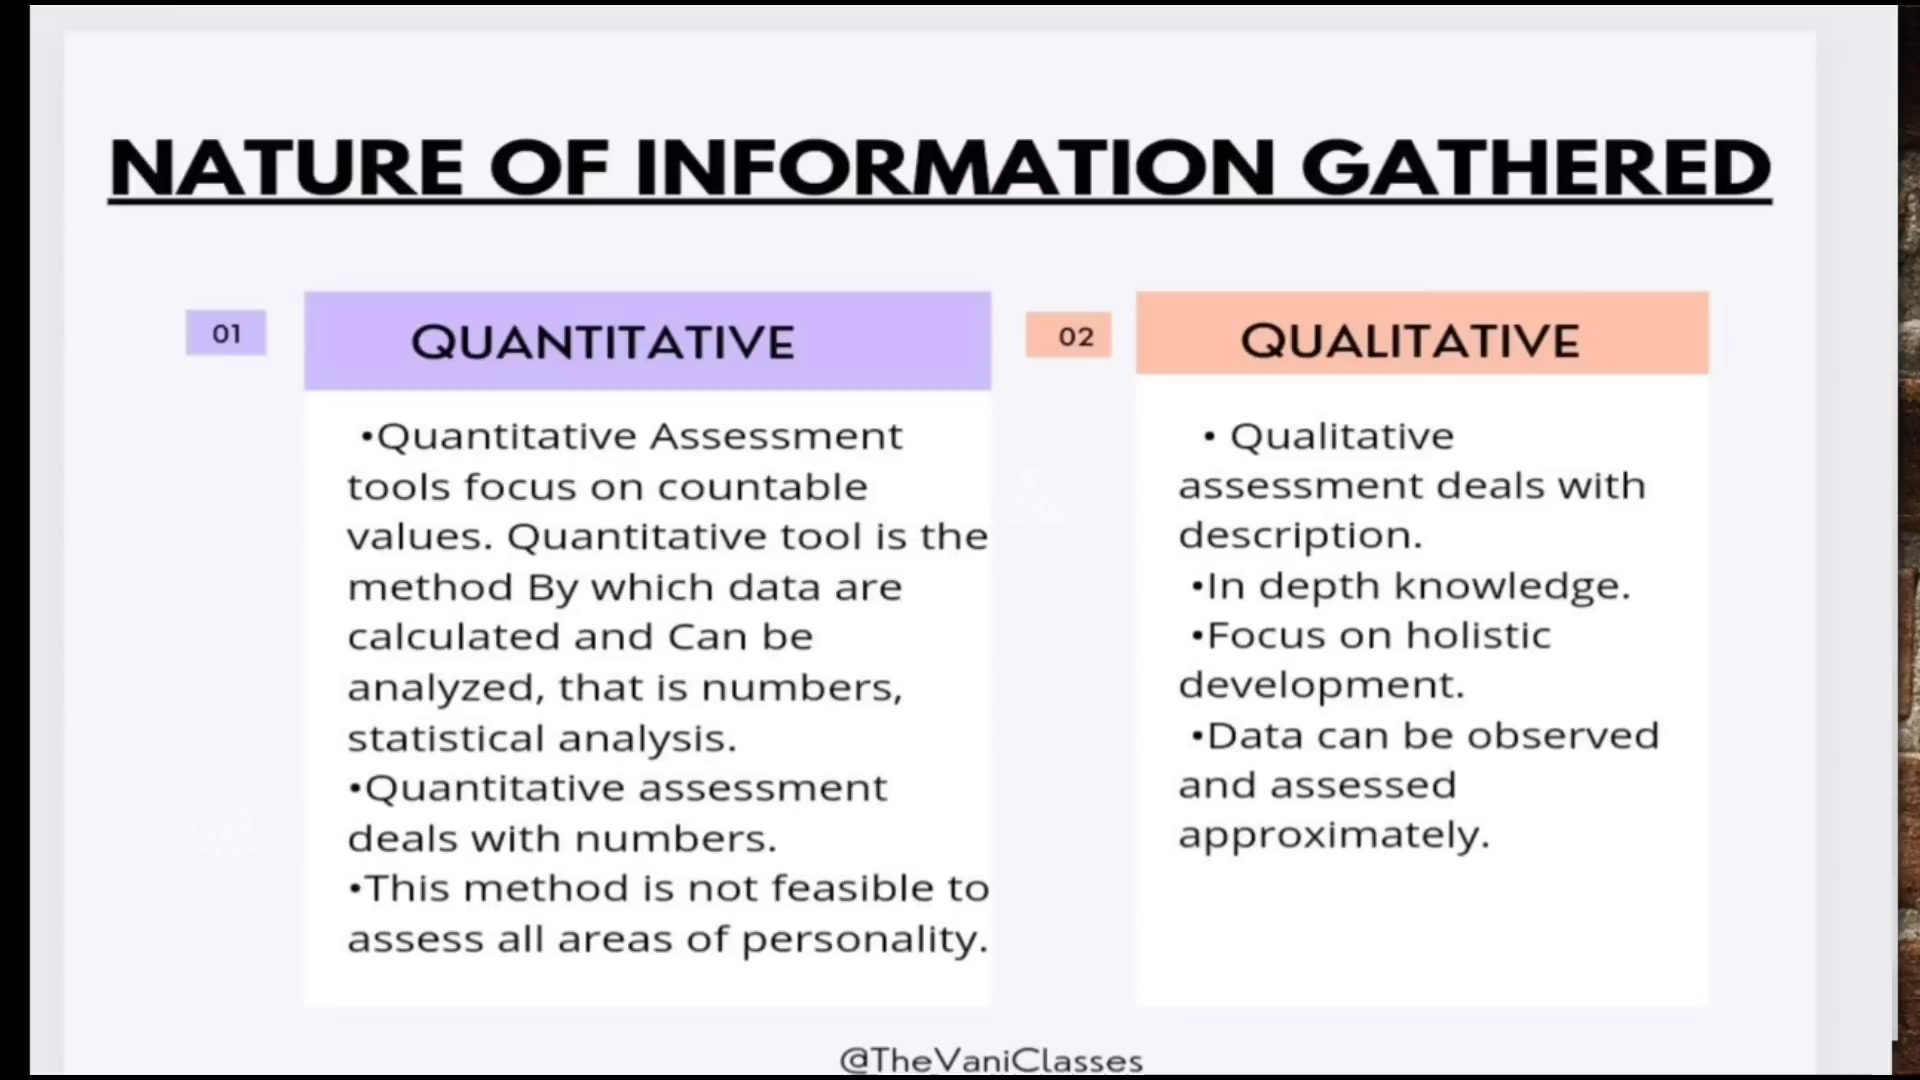 NATURE OF INFORMATION GATHERED
01
QUANTITATIVE
•Quantitative Assessment
tools focus on countable
values. Quantitative tool is the
method By which data are
calculated and Can be
analyzed, that is numbers,
statistical analysis.
•Quantitative assessment
deals with numbers.
•This method is not feasible to
assess all areas of personality.
02
QUALITATIVE
• Qualitative
assessment deals with
description.
•In depth knowledge.
•Focus on holistic
development.
•Data can be observed
and assessed
approximately.
@TheVaniClasses